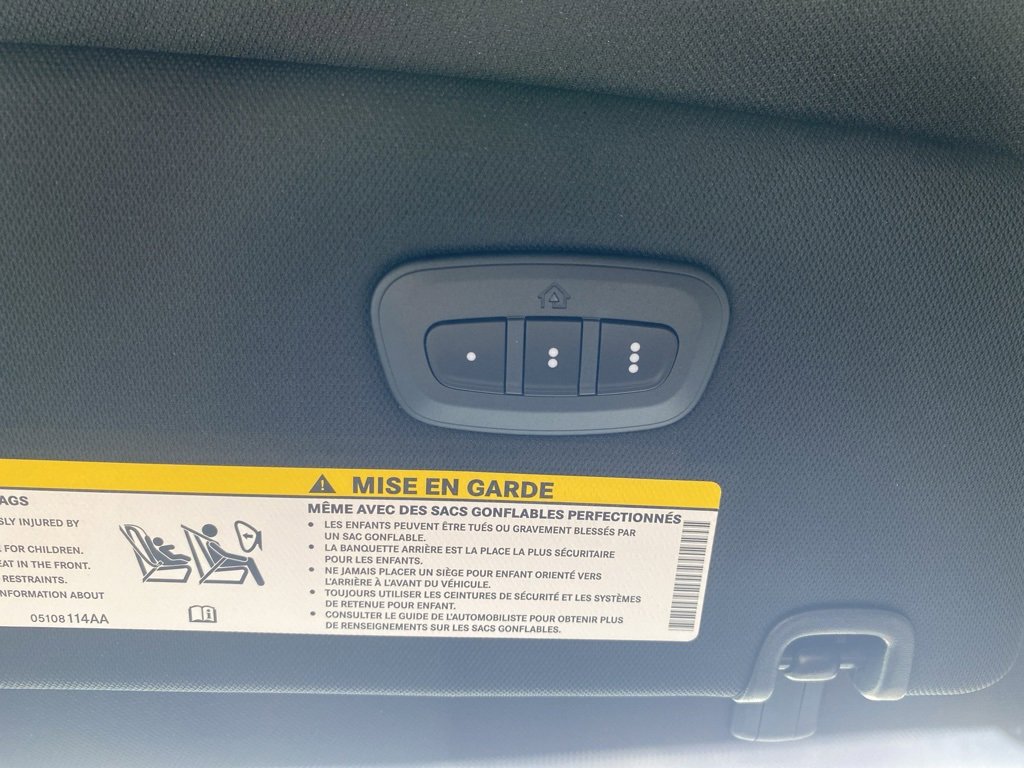 AGS
SLY INJURED BY
FOR CHILDREN.
EAT IN THE FRONT.
RESTRAINTS.
NFORMATION ABOUT
05108114AA
MISE EN GARDE
MÊME AVEC DES SACS GONFLABLES PERFECTIONNÉS
• LES ENFANTS PEUVENT ÊTRE TUÉS OU GRAVEMENT BLESSÉS PAR
UN SAC GONFLABLE.
• LA BANQUETTE ARRIÈRE EST LA PLACE LA PLUS SÉCURITAIRE
POUR LES ENFANTS.
• NE JAMAIS PLACER UN SIÈGE POUR ENFANT ORIENTÉ VERS
L'ARRIÈRE À L'AVANT DU VÉHICULE.
• TOUJOURS UTILISER LES CEINTURES DE SÉCURITÉ ET LES SYSTÈMES
DE RETENUE POUR ENFANT.
• CONSULTER LE GUIDE DE L'AUTOMOBILISTE POUR OBTENIR PLUS
DE RENSEIGNEMENTS SUR LES SACS GONFLABLES.